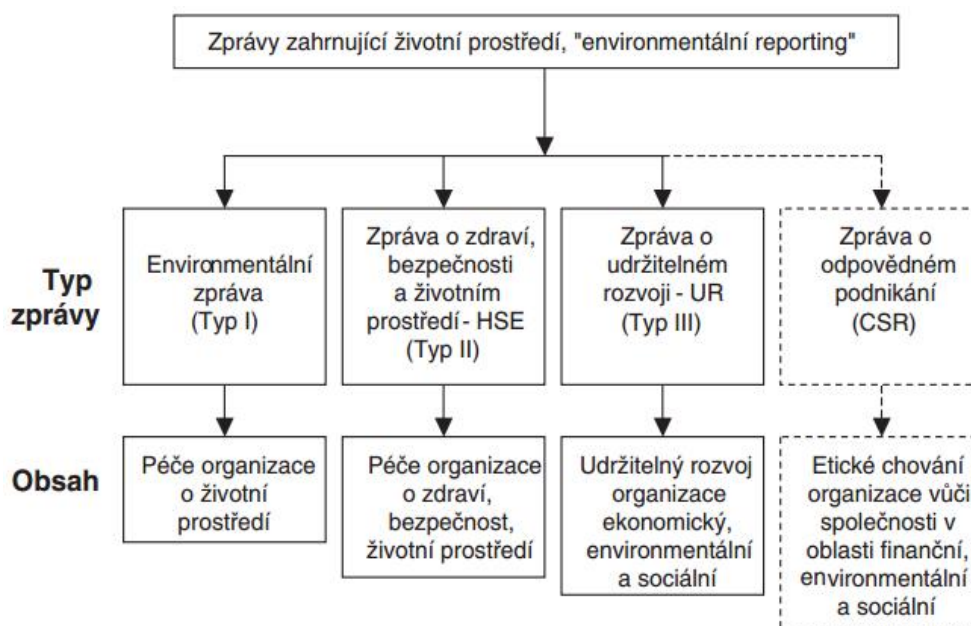 Zprávy zahrnující životní prostředí, "environmentální reporting"
Typ
zprávy)
Environmentální
zpráva
(Typ I)
Zpráva o zdraví,
bezpečnosti
a životním
prostředí - HSE
(Typ II)
Zpráva o
udržitelném
rozvoji - UR
(Typ III)
Zpráva o
odpovědném
podnikání
(CSR)
Obsah
Péče organizace
o životní
prostředí
Péče organizace
o zdraví,
bezpečnost,
životní prostředí
Udržitelný rozvoj
organizace
ekonomický,
environmentální
a sociální
Etické chování
organizace vůči
společnosti v
oblasti finanční,
environmentální
a sociální